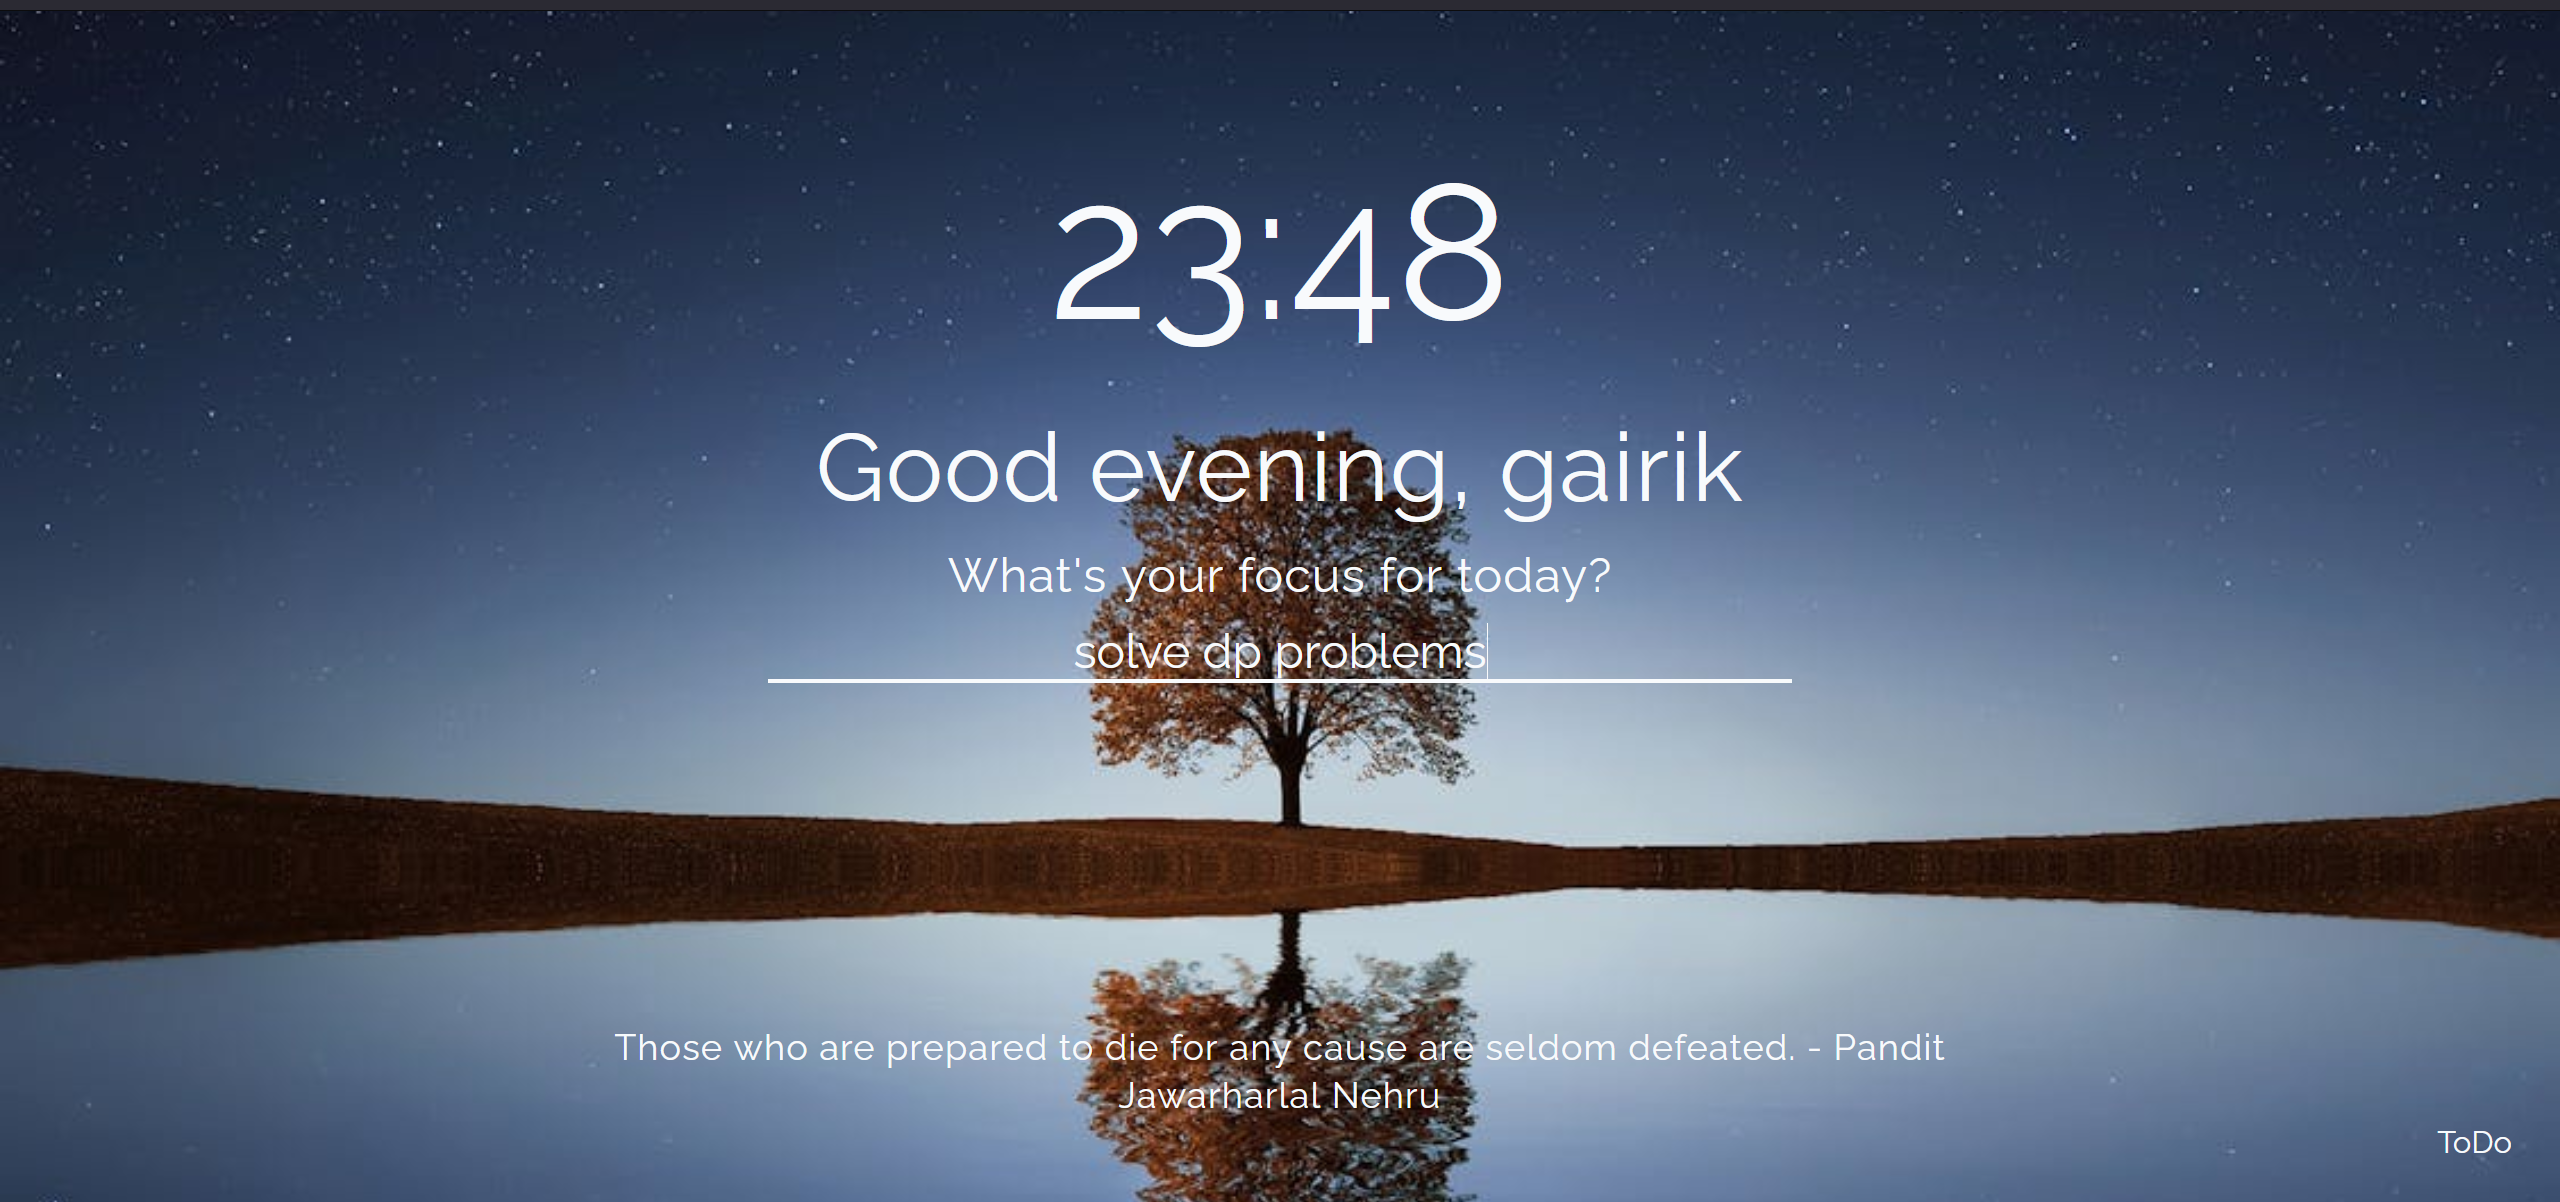 23:48
Good evening, gairik
What's your focus for today?
solve dp problems
Those who are prepared to die for any cause are seldom defeated. - Pandit
Jawarharlal Nehru
ToDo